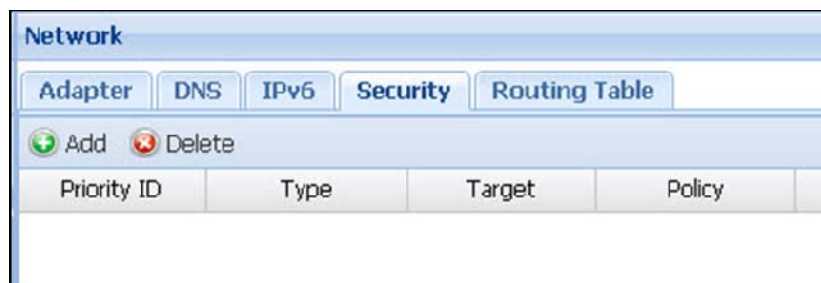 Network
Adapter DNS IPv6 Security Routing Table
Add Delete
Priority ID Type Target Policy